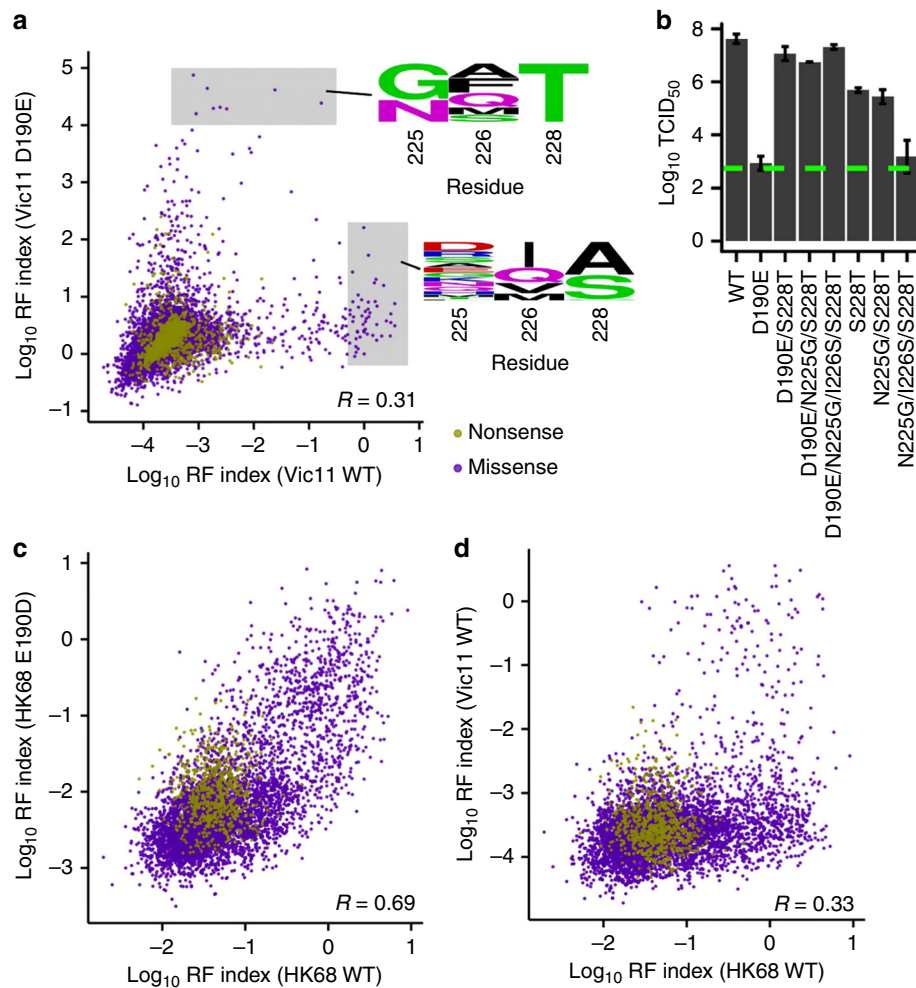 a
Log10 RF index (Vic11 D190E)
5
4
3
2
1
0
–1
–4
–3
–2
–1
0
1
Log10 RF index (Vic11 WT)
R = 0.31
G
N
A
F
Q
M
S
T
225
226
228
Residue
I
Q
V
M
A
S
225
226
228
Residue
Nonsense
Missense
b
Log10 TCID50
8
6
4
2
0
WT
D190E
D190E/S228T
D190E/N225G/S228T
D190E/N225G/I226S/S228T
S228T
N225G/S228T
N225G/I226S/S228T
c
Log10 RF index (HK68 E190D)
1
0
–1
–2
–3
–2
–1
0
1
Log10 RF index (HK68 WT)
R = 0.69
d
Log10 RF index (Vic11 WT)
0
–1
–2
–3
–4
–2
–1
0
1
Log10 RF index (HK68 WT)
R = 0.33